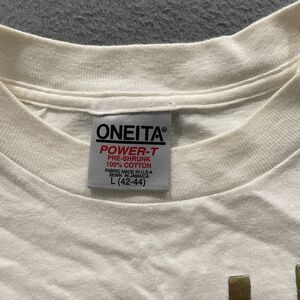 ONEITA®
POWER-T
PRE-SHRUNK
100% COTTON
FABRIC MADE IN U.S.A.
SEWN IN JAMAICA
L (42-44)